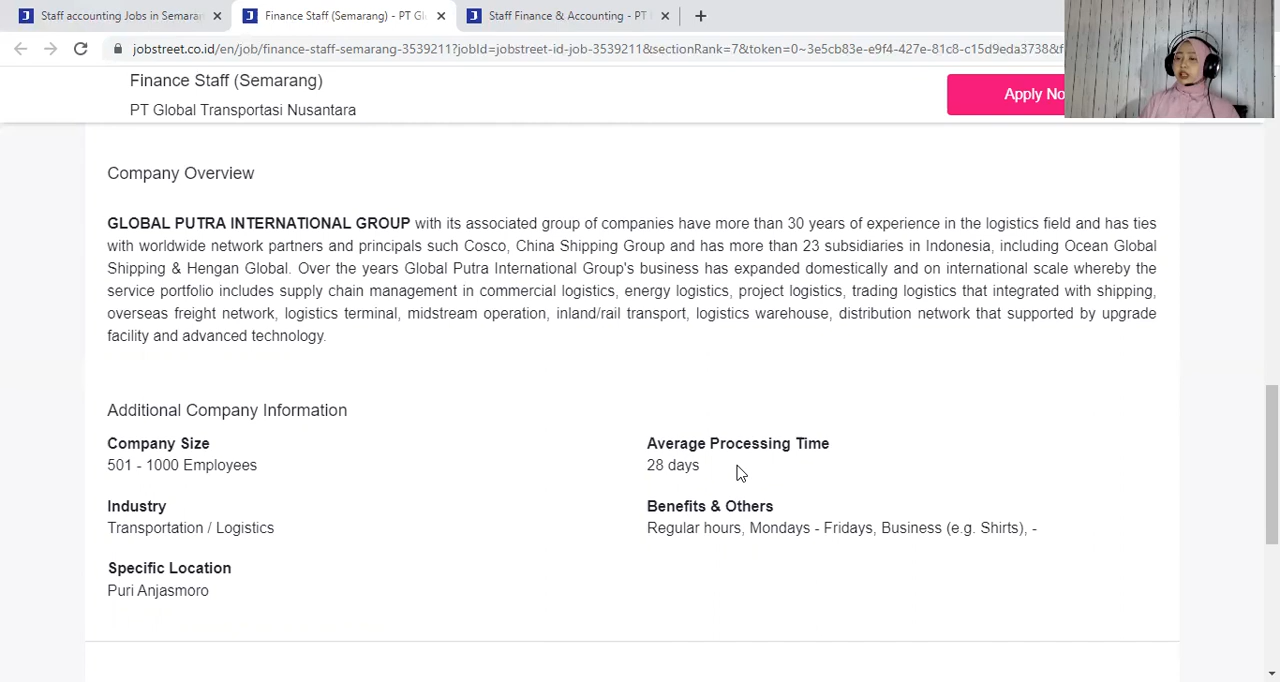 Staff accounting Jobs in Semaran
Finance Staff (Semarang) - PT Gl
Staff Finance & Accounting - PT
jobstreet.co.id/en/job/finance-staff-semarang-3539211?jobId=jobstreet-id-job-3539211&sectionRank=7&token=0~3e5cb83e-e9f4-427e-81c8-c15d9eda3738&f
Finance Staff (Semarang)
PT Global Transportasi Nusantara
Apply No
Company Overview
GLOBAL PUTRA INTERNATIONAL GROUP with its associated group of companies have more than 30 years of experience in the logistics field and has ties
with worldwide network partners and principals such Cosco, China Shipping Group and has more than 23 subsidiaries in Indonesia, including Ocean Global
Shipping & Hengan Global. Over the years Global Putra International Group's business has expanded domestically and on international scale whereby the
service portfolio includes supply chain management in commercial logistics, energy logistics, project logistics, trading logistics that integrated with shipping,
overseas freight network, logistics terminal, midstream operation, inland/rail transport, logistics warehouse, distribution network that supported by upgrade
facility and advanced technology.
Additional Company Information
Company Size
501 - 1000 Employees
Average Processing Time
28 days
Industry
Transportation / Logistics
Benefits & Others
Regular hours, Mondays - Fridays, Business (e.g. Shirts), -
Specific Location
Puri Anjasmoro